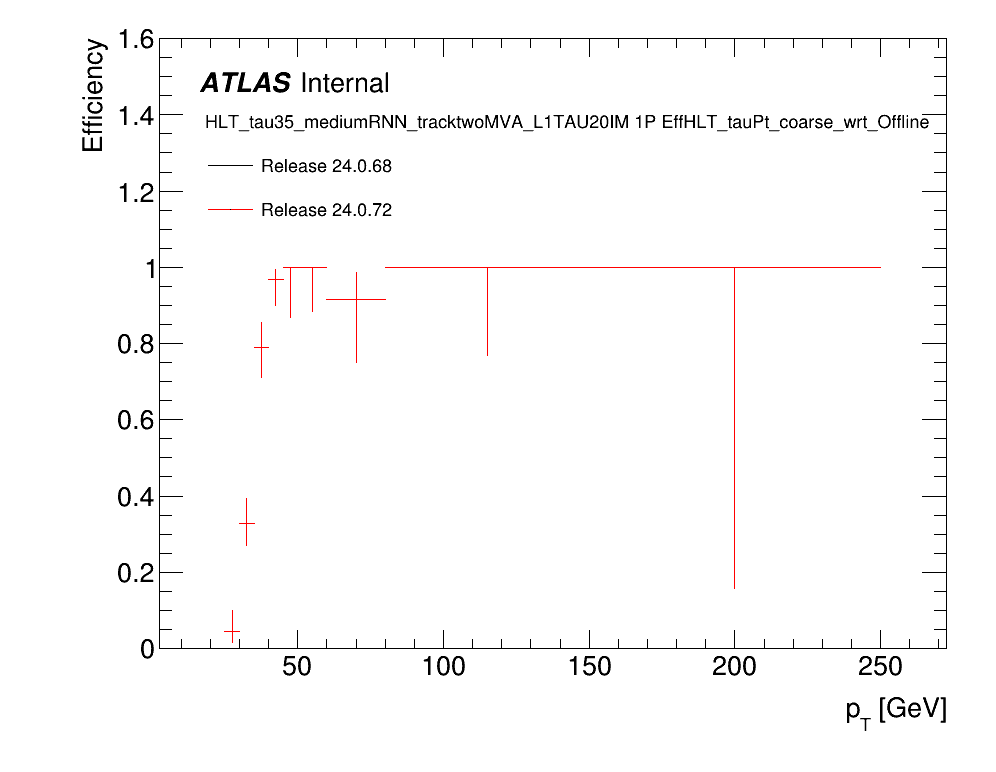 1.6
Efficiency
ATLAS Internal
1.4
HLT_tau35_mediumRNN_tracktwoMVA_L1TAU20IM 1P EffHLT_tauPt_coarse_wrt_Offline
Release 24.0.68
1.2
Release 24.0.72
1
0.8
0.6
0.4
0.2
0
50 100 150 200 250
p_T [GeV]